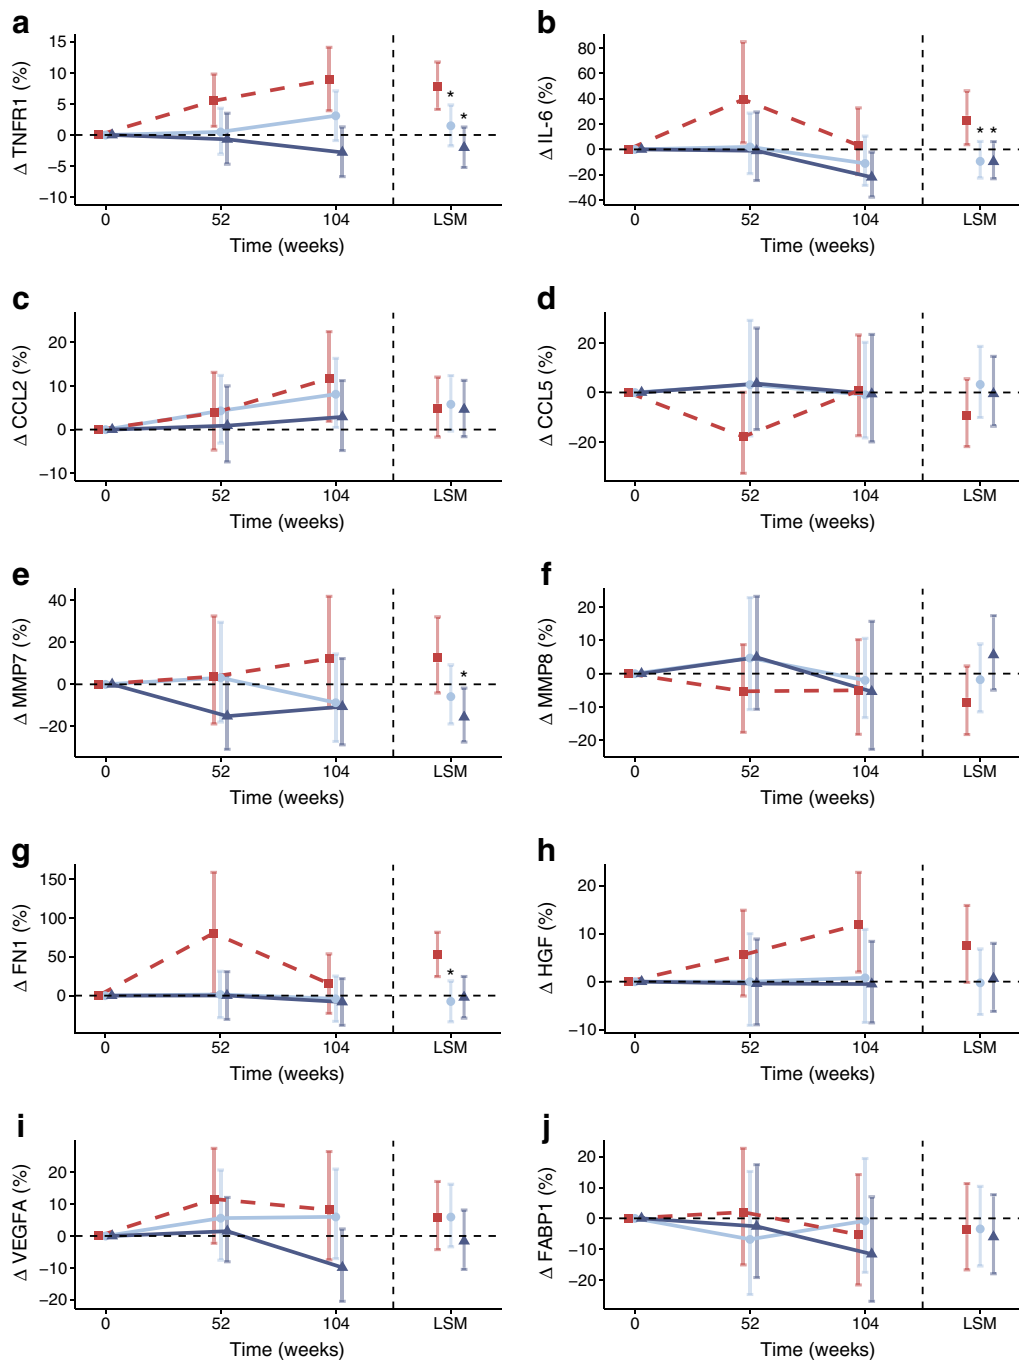 a
Δ TNFR1 (%)
15
10
5
0
−5
−10
*
*
0 52 104 LSM
Time (weeks)
b
Δ IL-6 (%)
80
60
40
20
0
−20
−40
* *
0 52 104 LSM
Time (weeks)
c
Δ CCL2 (%)
20
10
0
−10
0 52 104 LSM
Time (weeks)
d
Δ CCL5 (%)
20
0
−20
0 52 104 LSM
Time (weeks)
e
Δ MMP7 (%)
40
20
0
−20
*
0 52 104 LSM
Time (weeks)
f
Δ MMP8 (%)
20
10
0
−10
−20
0 52 104 LSM
Time (weeks)
g
Δ FN1 (%)
150
100
50
0
*
0 52 104 LSM
Time (weeks)
h
Δ HGF (%)
20
10
0
−10
0 52 104 LSM
Time (weeks)
i
Δ VEGFA (%)
20
10
0
−10
−20
0 52 104 LSM
Time (weeks)
j
Δ FABP1 (%)
20
10
0
−10
−20
0 52 104 LSM
Time (weeks)